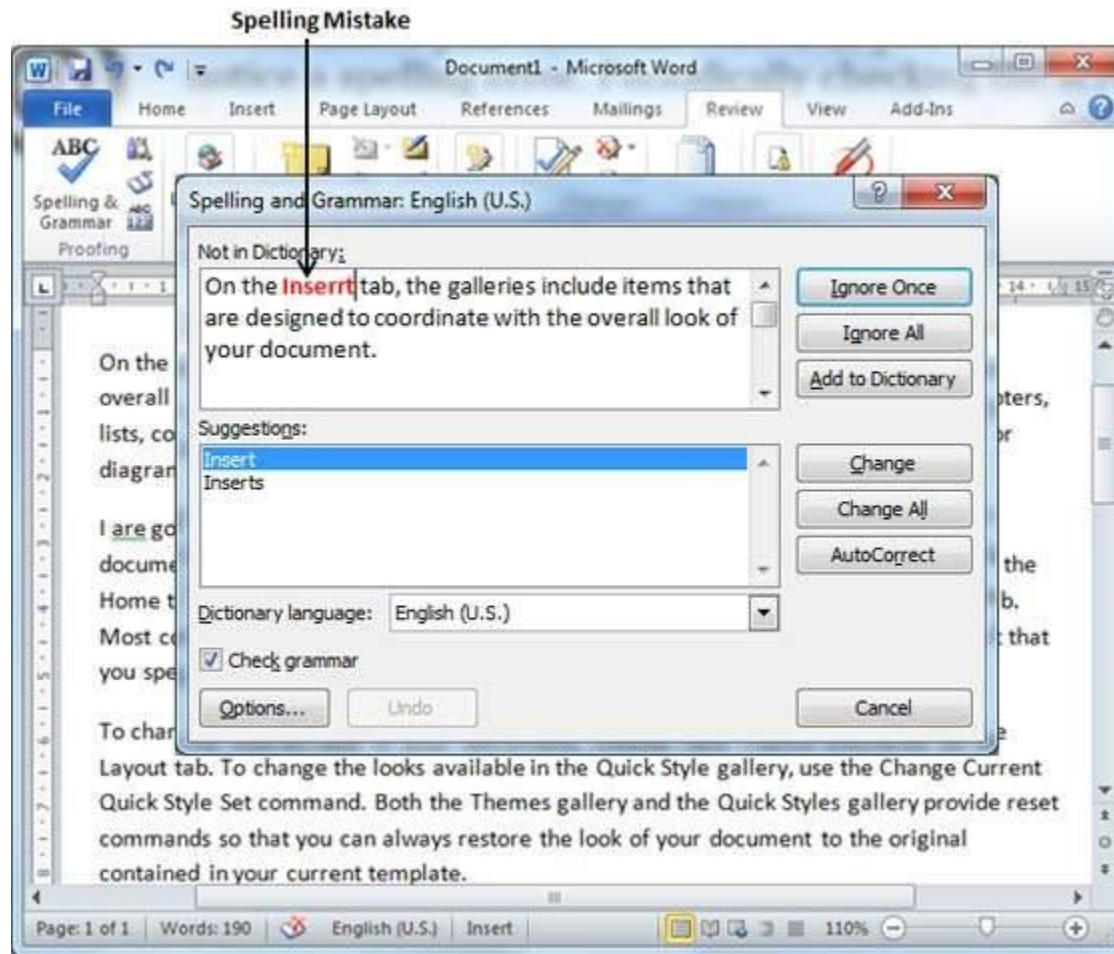 Spelling Mistake
Document1 - Microsoft Word
File Home Insert Page Layout References Mailings Review View Add-Ins
ABC
Spelling & Grammar
ABC
123
Proofing
Spelling and Grammar: English (U.S.)
Not in Dictionary:
On the Inserrt tab, the galleries include items that
are designed to coordinate with the overall look of
your document.
Ignore Once
Ignore All
Add to Dictionary
Suggestions:
Insert
Inserts
Change
Change All
AutoCorrect
Dictionary language: English (U.S.)
Check grammar
Options... Undo Cancel
On the
overall
lists, co
diagran
I are go
docume the
Home t b.
Most co that
you spe
To char
Layout tab. To change the looks available in the Quick Style gallery, use the Change Current
Quick Style Set command. Both the Themes gallery and the Quick Styles gallery provide reset
commands so that you can always restore the look of your document to the original
contained in your current template.
Page: 1 of 1 Words: 190 English (U.S.) Insert 110%